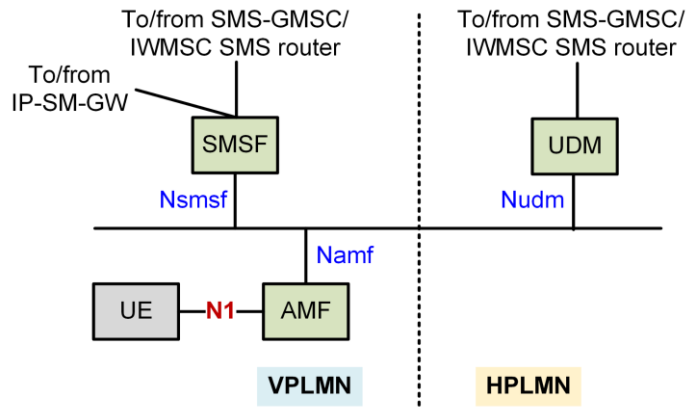 To/from SMS-GMSC/
IWMSC SMS router
To/from SMS-GMSC/
IWMSC SMS router
To/from
IP-SM-GW
SMSF
UDM
Nsmsf
Nudm
Namf
UE
N1
AMF
VPLMN
HPLMN